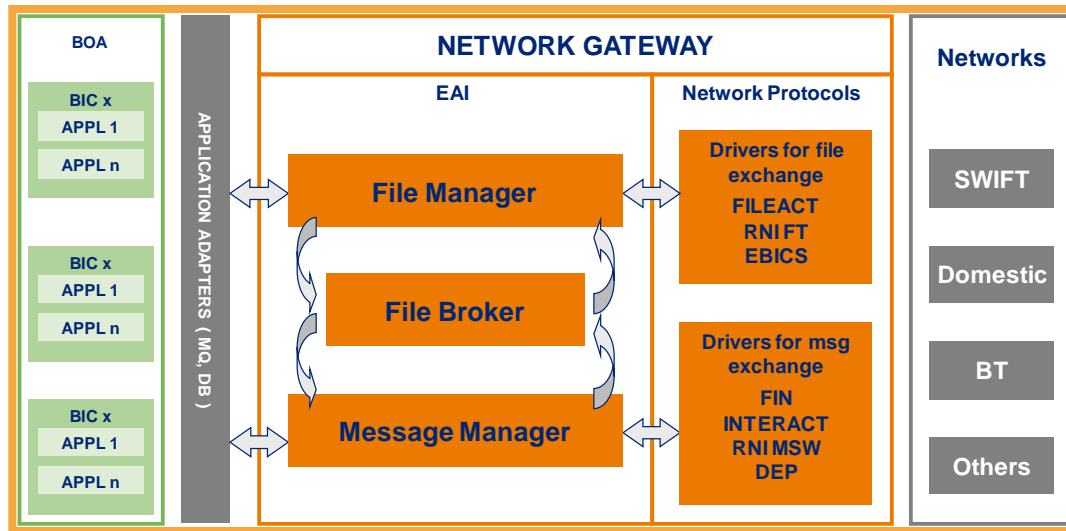 BOA
BIC x
APPL 1
APPL n
BIC x
APPL 1
APPL n
BIC x
APPL 1
APPL n
APPLICATION ADAPTERS ( MQ, DB )
NETWORK GATEWAY
EAI
File Manager
File Broker
Message Manager
Network Protocols
Drivers for file
exchange
FILEACT
RNI FT
EBICS
Drivers for msg
exchange
FIN
INTERACT
RNI MSW
DEP
Networks
SWIFT
Domestic
BT
Others